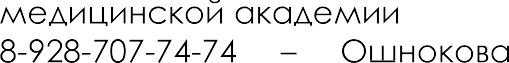 медицинской академии
8-928-707-74-74 – Ошнокова